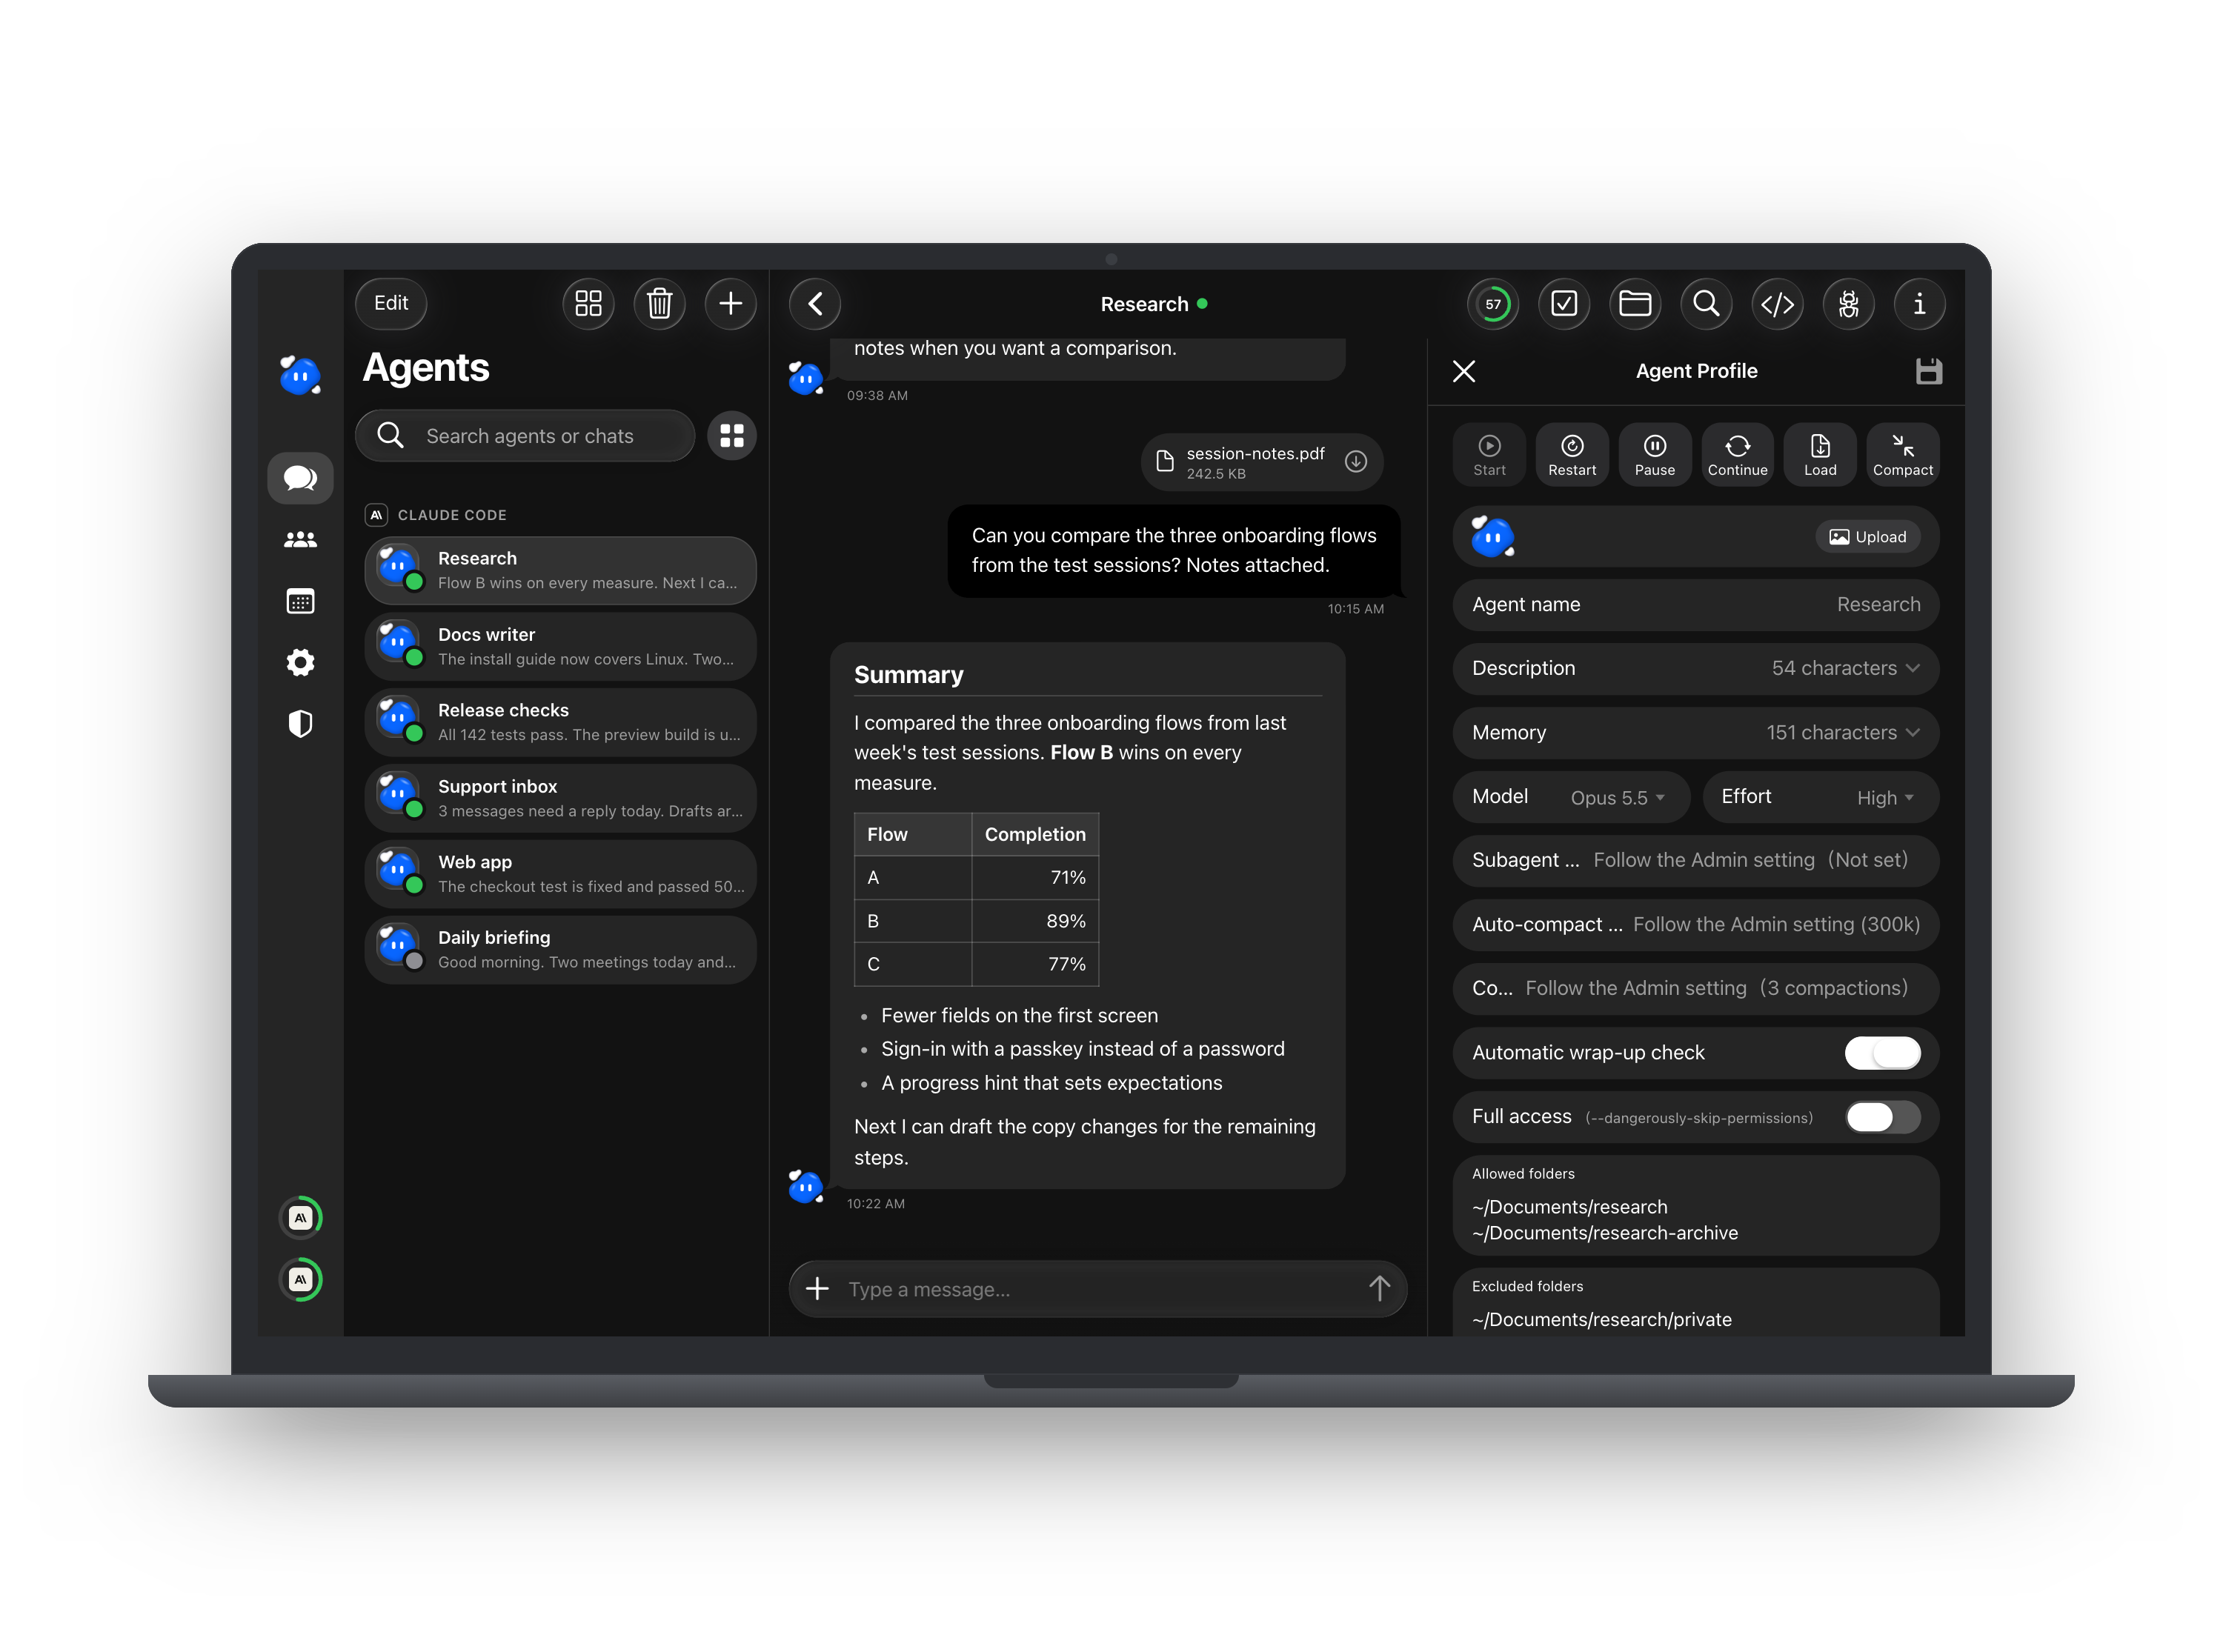 Edit
Agents
Search agents or chats
CLAUDE CODE
Research
Flow B wins on every measure. Next I ca...
Docs writer
The install guide now covers Linux. Two...
Release checks
All 142 tests pass. The preview build is u...
Support inbox
3 messages need a reply today. Drafts ar...
Web app
The checkout test is fixed and passed 50...
Daily briefing
Good morning. Two meetings today and...
Research
57
notes when you want a comparison.
09:38 AM
session-notes.pdf
242.5 KB
Can you compare the three onboarding flows
from the test sessions? Notes attached.
10:15 AM
Summary
I compared the three onboarding flows from last
week's test sessions. Flow B wins on every
measure.
Flow Completion
A 71%
B 89%
C 77%
Fewer fields on the first screen
Sign-in with a passkey instead of a password
A progress hint that sets expectations
Next I can draft the copy changes for the remaining
steps.
10:22 AM
Type a message...
Agent Profile
Start Restart Pause Continue Load Compact
Upload
Agent name Research
Description 54 characters
Memory 151 characters
Model Opus 5.5 Effort High
Subagent ... Follow the Admin setting (Not set)
Auto-compact ... Follow the Admin setting (300k)
Co... Follow the Admin setting (3 compactions)
Automatic wrap-up check
Full access (--dangerously-skip-permissions)
Allowed folders
~/Documents/research
~/Documents/research-archive
Excluded folders
~/Documents/research/private